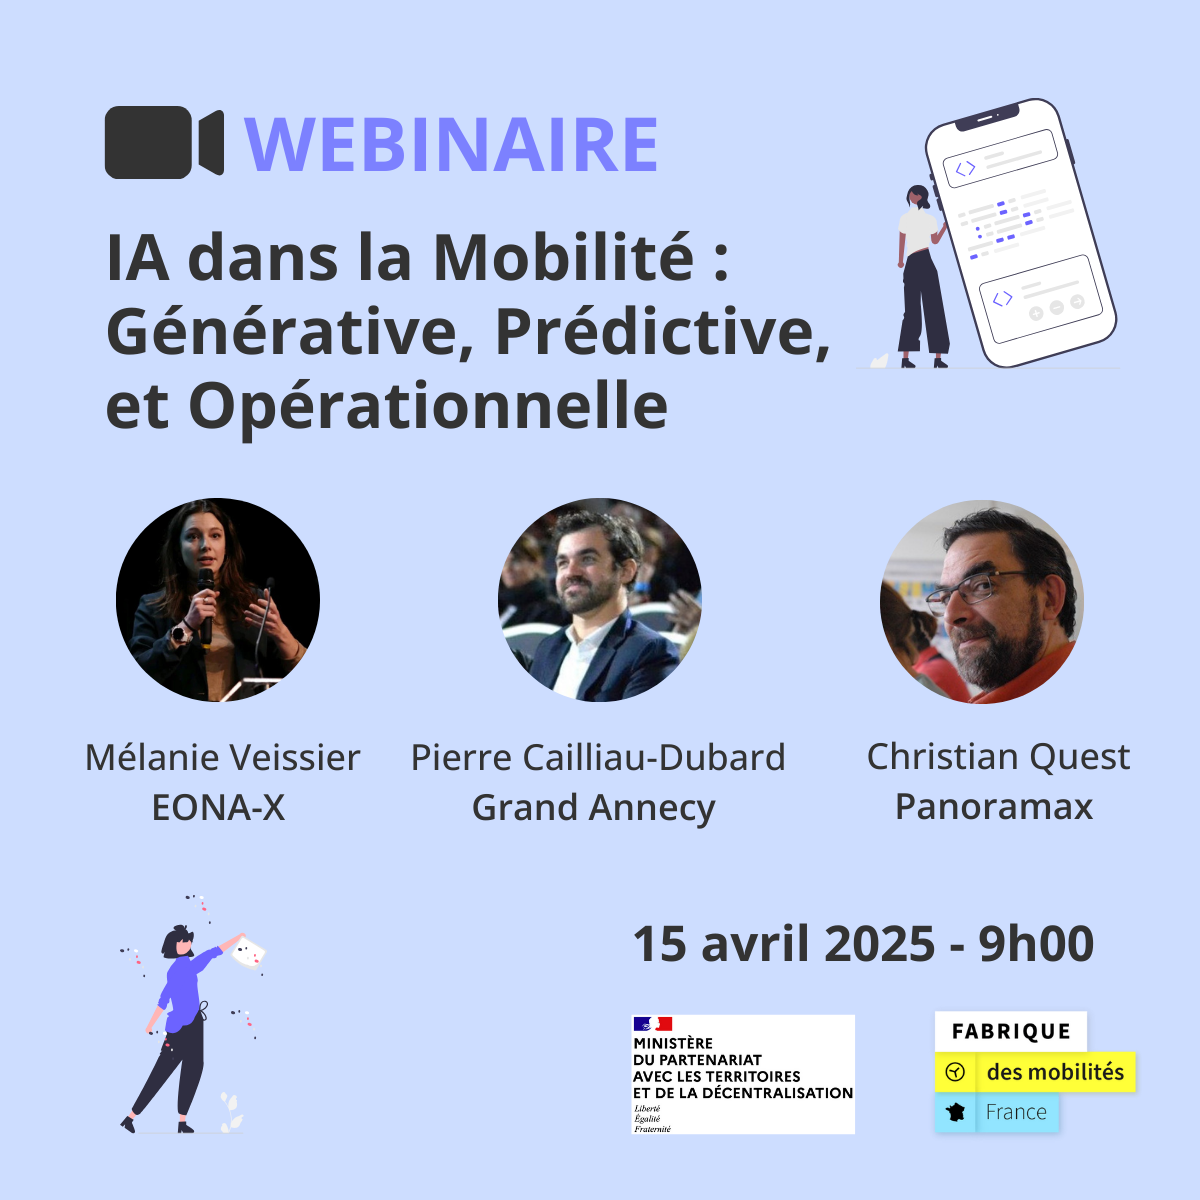 WEBINAIRE
IA dans la Mobilité :
Générative, Prédictive,
et Opérationnelle
Mélanie Veissier
EONA-X
Pierre Cailliau-Dubard
Grand Annecy
Christian Quest
Panoramax
15 avril 2025 - 9h00
MINISTÈRE
DU PARTENARIAT
AVEC LES TERRITOIRES
ET DE LA DÉCENTRALISATION
Liberté
Égalité
Fraternité
FABRIQUE
des mobilités
France